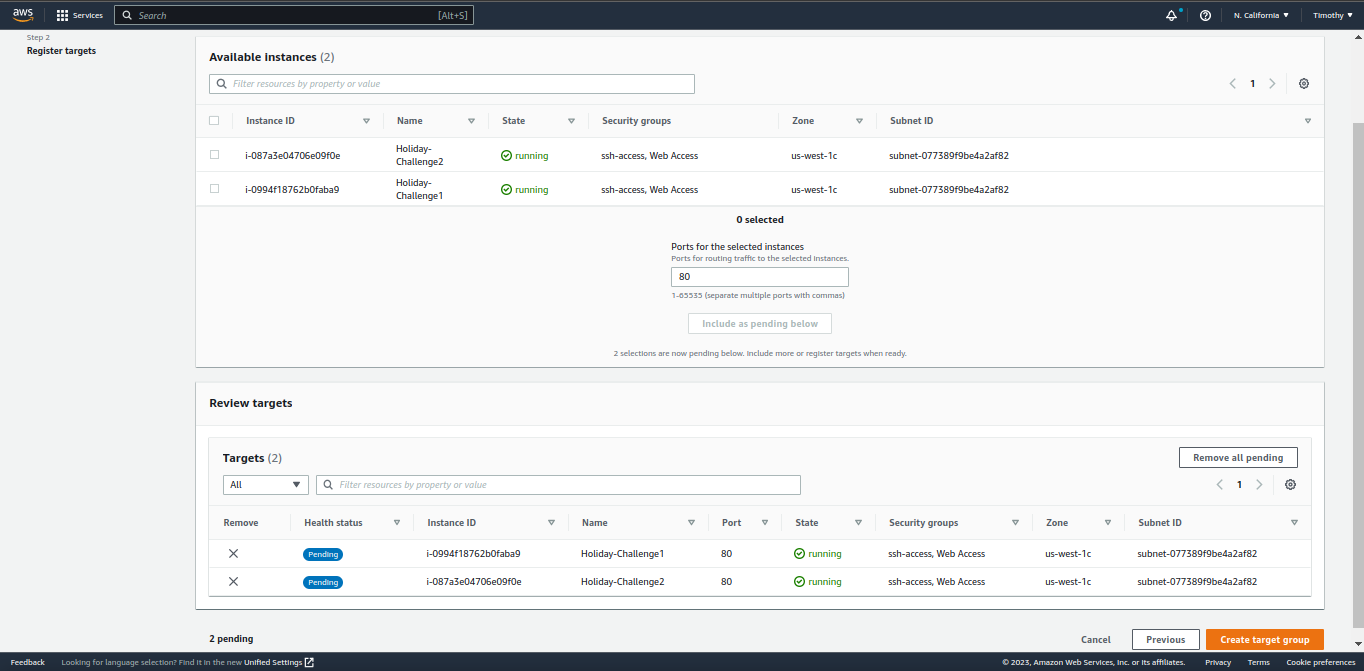 aws Services Search [Alt+S] N. California Timothy
Step 2
Register targets
Available instances (2)
Filter resources by property or value 1
Instance ID Name State Security groups Zone Subnet ID
i-087a3e04706e09f0e Holiday-Challenge2 running ssh-access, Web Access us-west-1c subnet-077389f9be4a2af82
i-0994f18762b0faba9 Holiday-Challenge1 running ssh-access, Web Access us-west-1c subnet-077389f9be4a2af82
0 selected
Ports for the selected instances
Ports for routing traffic to the selected instances.
80
1-65535 (separate multiple ports with commas)
Include as pending below
2 selections are now pending below. Include more or register targets when ready.
Review targets
Targets (2) Remove all pending
All Filter resources by property or value 1
Remove Health status Instance ID Name Port State Security groups Zone Subnet ID
Pending i-0994f18762b0faba9 Holiday-Challenge1 80 running ssh-access, Web Access us-west-1c subnet-077389f9be4a2af82
Pending i-087a3e04706e09f0e Holiday-Challenge2 80 running ssh-access, Web Access us-west-1c subnet-077389f9be4a2af82
2 pending Cancel Previous Create target group
Feedback Looking for language selection? Find it in the new Unified Settings © 2023, Amazon Web Services, Inc. or its affiliates. Privacy Terms Cookie preferences